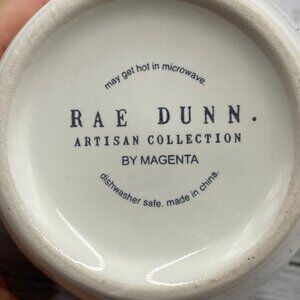 may get hot in microwave.
RAE DUNN.
ARTISAN COLLECTION
BY MAGENTA
dishwasher safe. made in china.